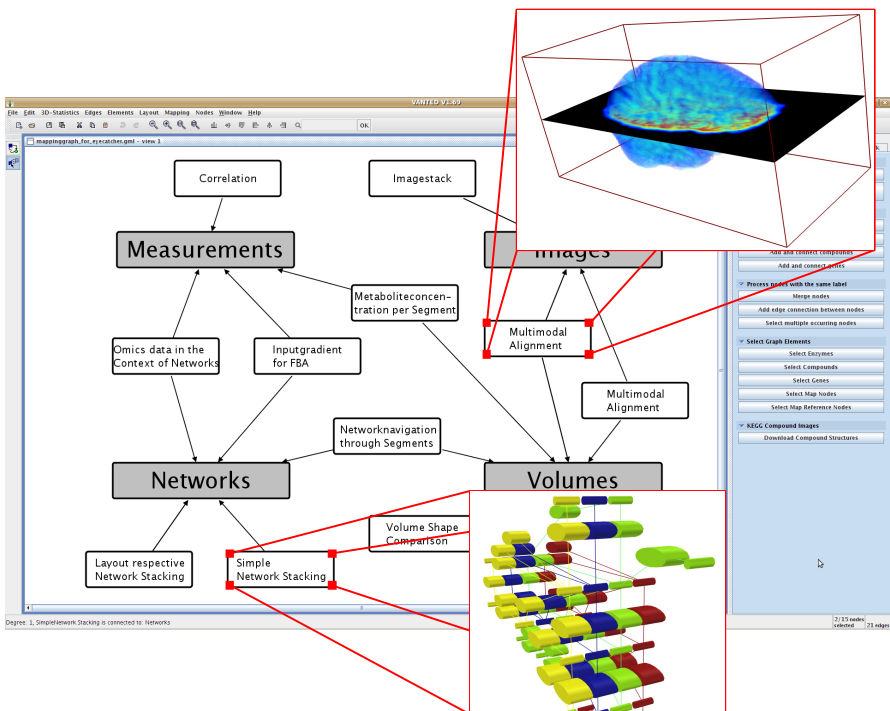 VANTED V1.69
File Edit 3D-Statistics Edges Elements Layout Mapping Nodes Window Help
OK
mappinggraph_for_eyecatcher.gml - view 1
Correlation
Imagestack
Measurements
Images
Metaboliteconcen-
tration per Segment
Omics data in the
Context of Networks
Inputgradient
for FBA
Multimodal
Alignment
Multimodal
Alignment
Networknavigation
through Segments
Networks
Volumes
Volume Shape
Comparison
Layout respective
Network Stacking
Simple
Network Stacking
Add and connect compounds
Add and connect genes
Process nodes with the same label
Merge nodes
Add edge connection between nodes
Select multiple occuring nodes
Select Graph Elements
Select Enzymes
Select Compounds
Select Genes
Select Map Nodes
Select Map Reference Nodes
KEGG Compound Images
Download Compound Structures
Degree: 1, SimpleNetwork Stacking is connected to: Networks
2/15 nodes
selected
21 edges